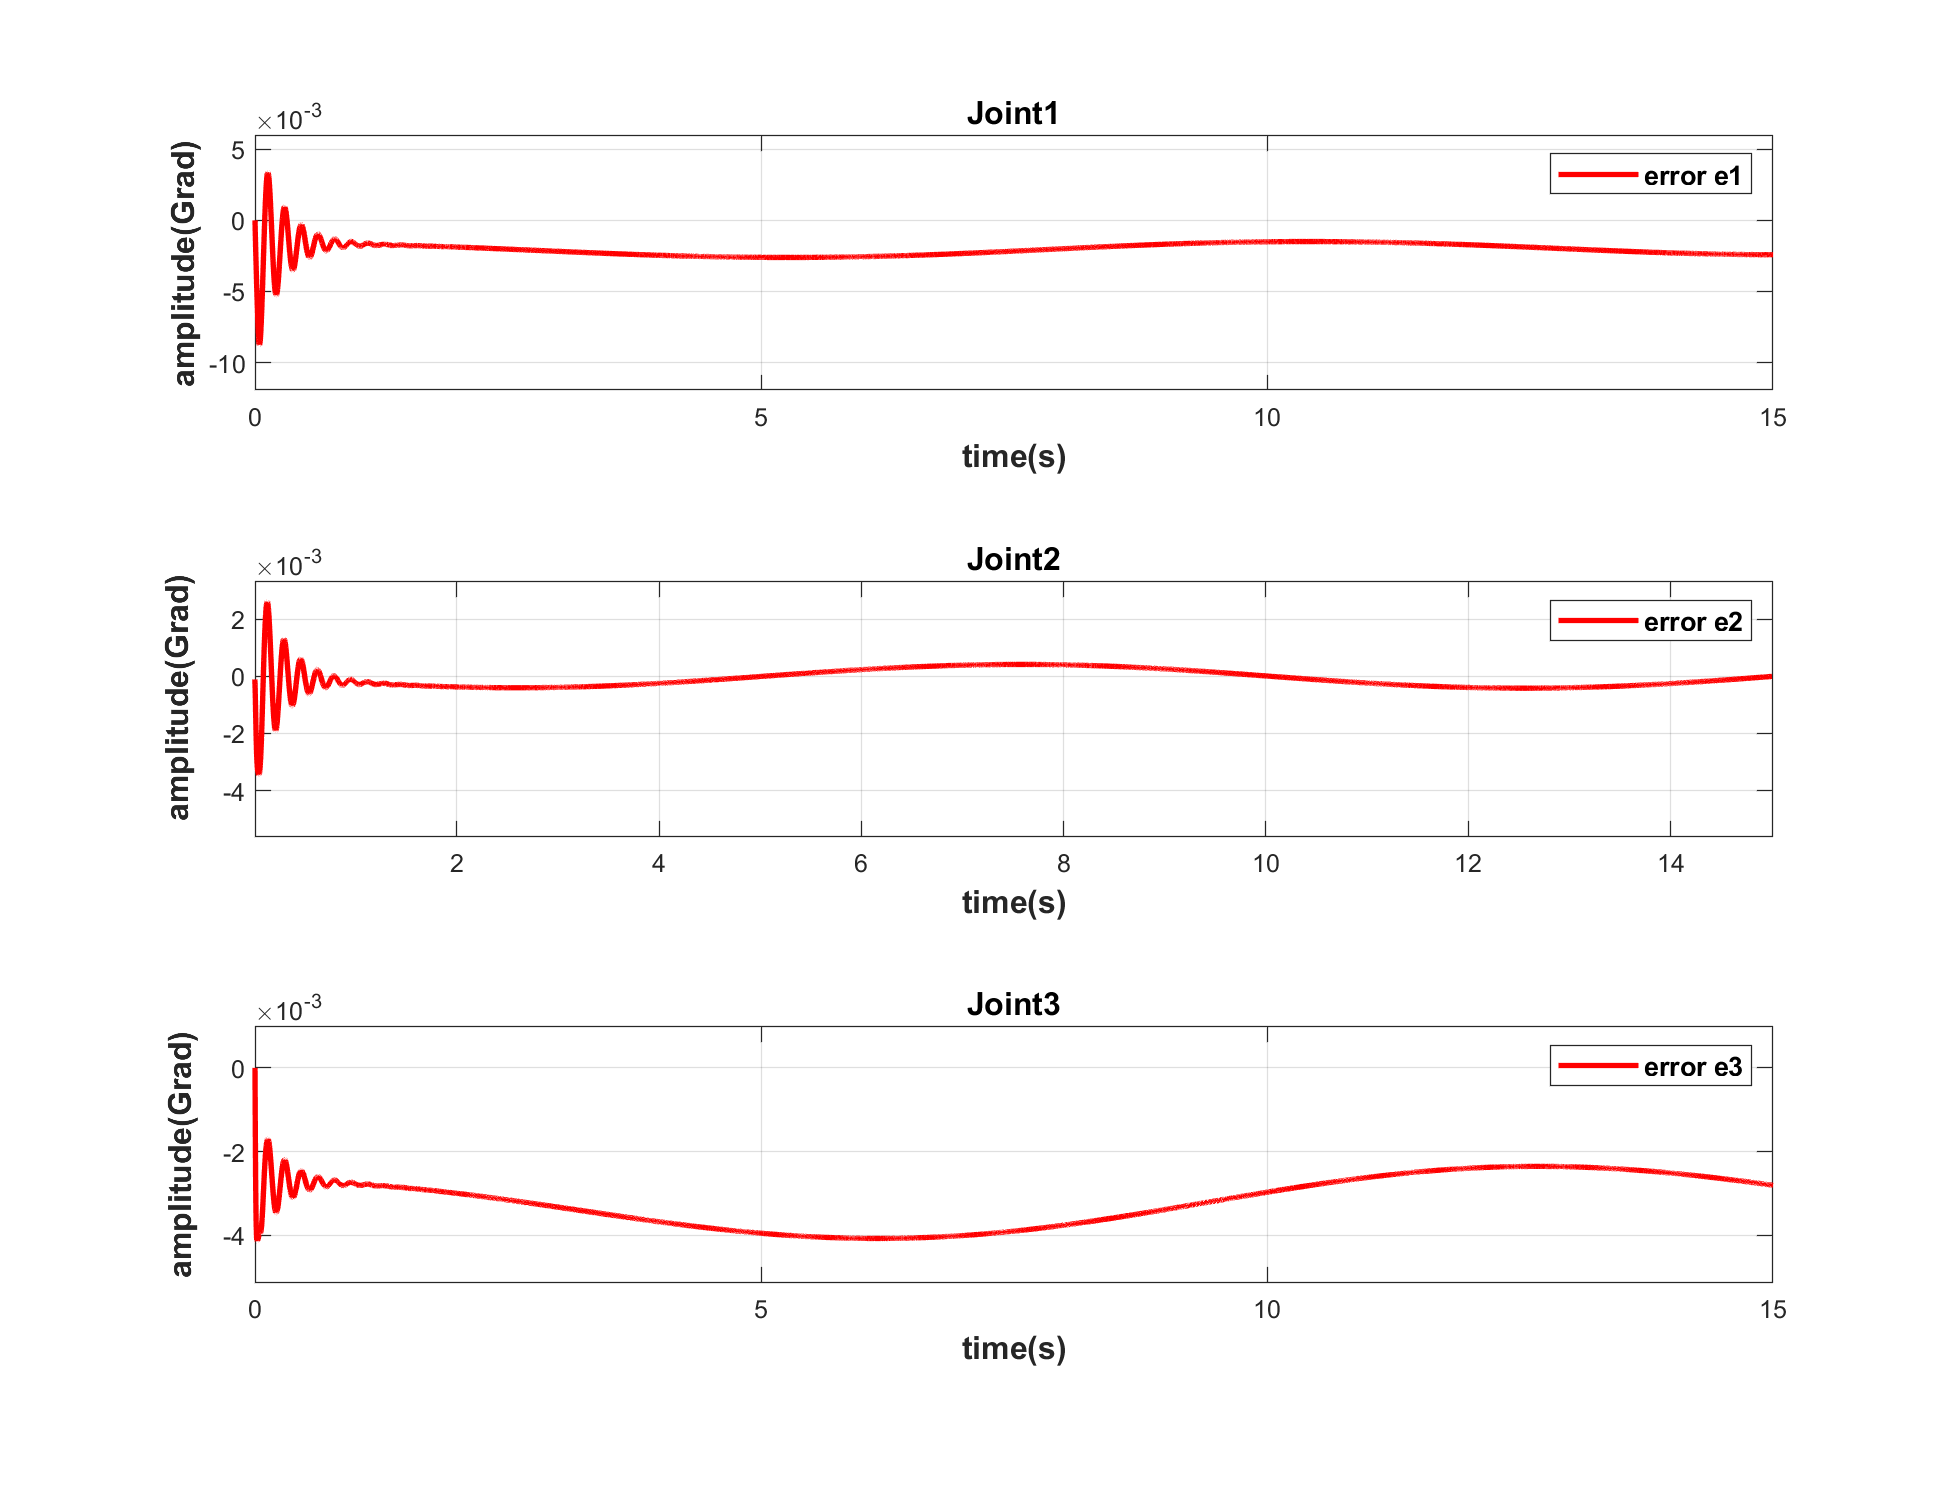 Joint1
×10-3
amplitude(Grad)
5
0
-5
-10
error e1
0 5 10 15
time(s)
Joint2
×10-3
amplitude(Grad)
2
0
-2
-4
error e2
2 4 6 8 10 12 14
time(s)
Joint3
×10-3
amplitude(Grad)
0
-2
-4
error e3
0 5 10 15
time(s)